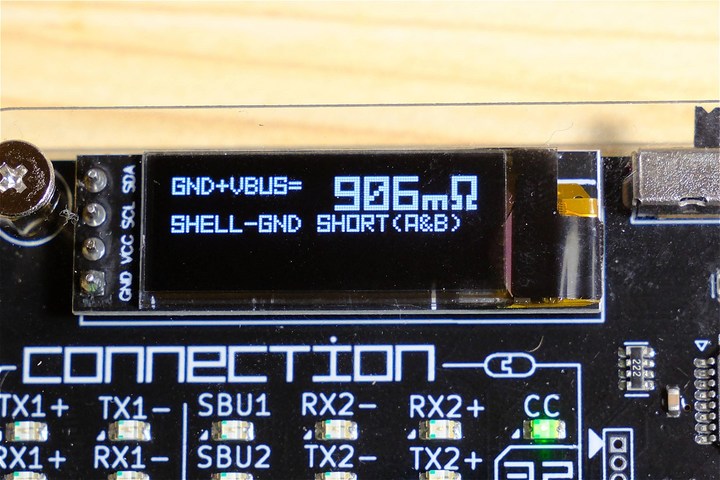 GND+VBUS= 906mΩ
SHELL-GND SHORT(A&B)
GND VCC SCL SDA
CONNECTION
TX1+ TX1- SBU1 RX2- RX2+ CC
RX1+ RX1- SBU2 TX2- TX2+
222